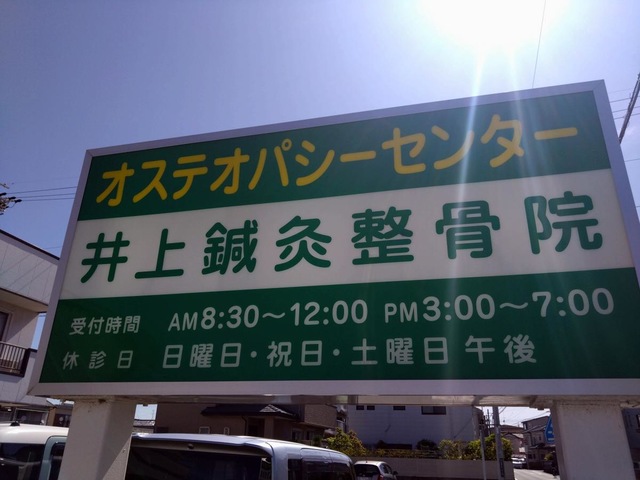 オステオパシーセンター
井上鍼灸整骨院
受付時間 AM8:30～12:00 PM3:00～7:00
休診日 日曜日・祝日・土曜日午後